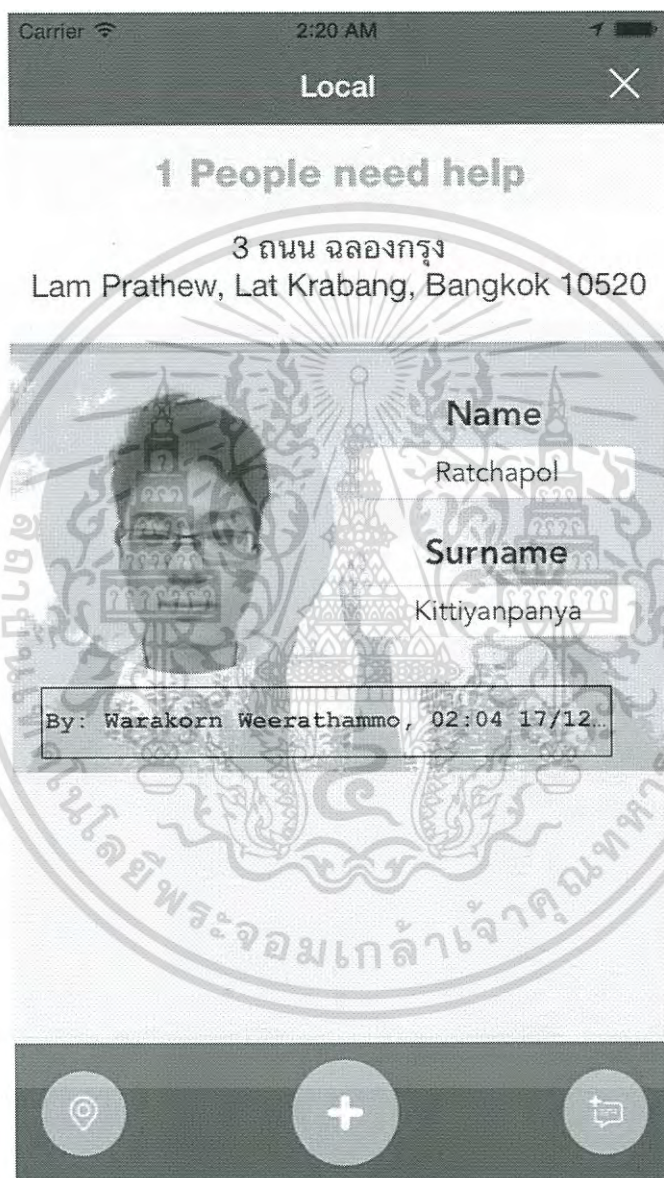 Carrier 2:20 AM
Local
1 People need help
3 ถนน ฉลองกรุง
Lam Prathew, Lat Krabang, Bangkok 10520
Name
Ratchapol
Surname
Kittiyanpanya
By: Warakorn Weerathammo, 02:04 17/12…
พระจอมเกล้าเจ้าคุณทหาร